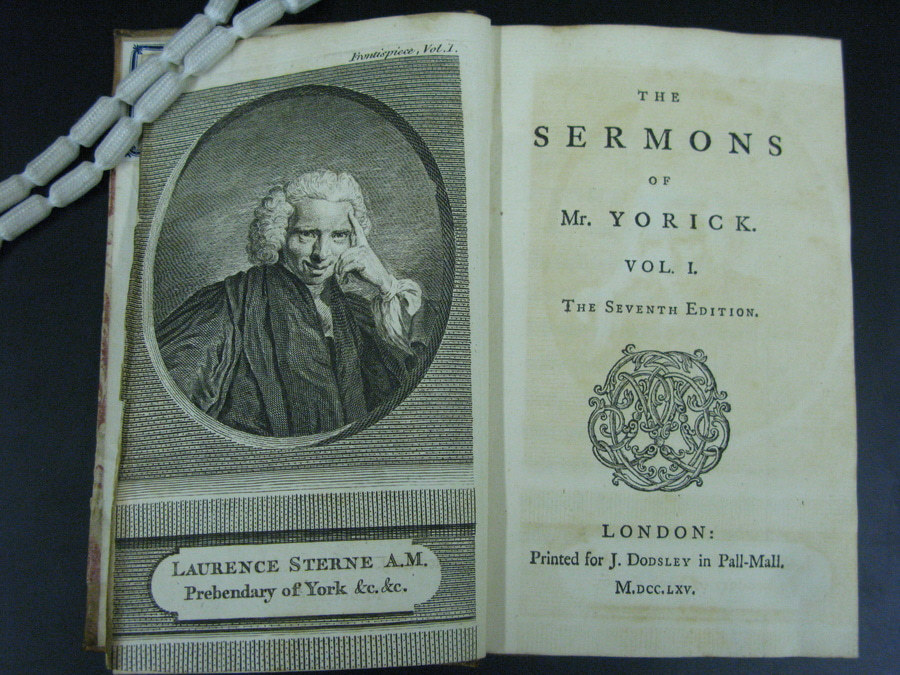 Frontispiece, Vol. I.
LAURENCE STERNE A.M.
Prebendary of York &c. &c.
THE
SERMONS
OF
Mr. YORICK.
VOL. I.
THE SEVENTH EDITION.
LONDON:
Printed for J. DODSLEY in Pall-Mall.
M.DCC.LXV.